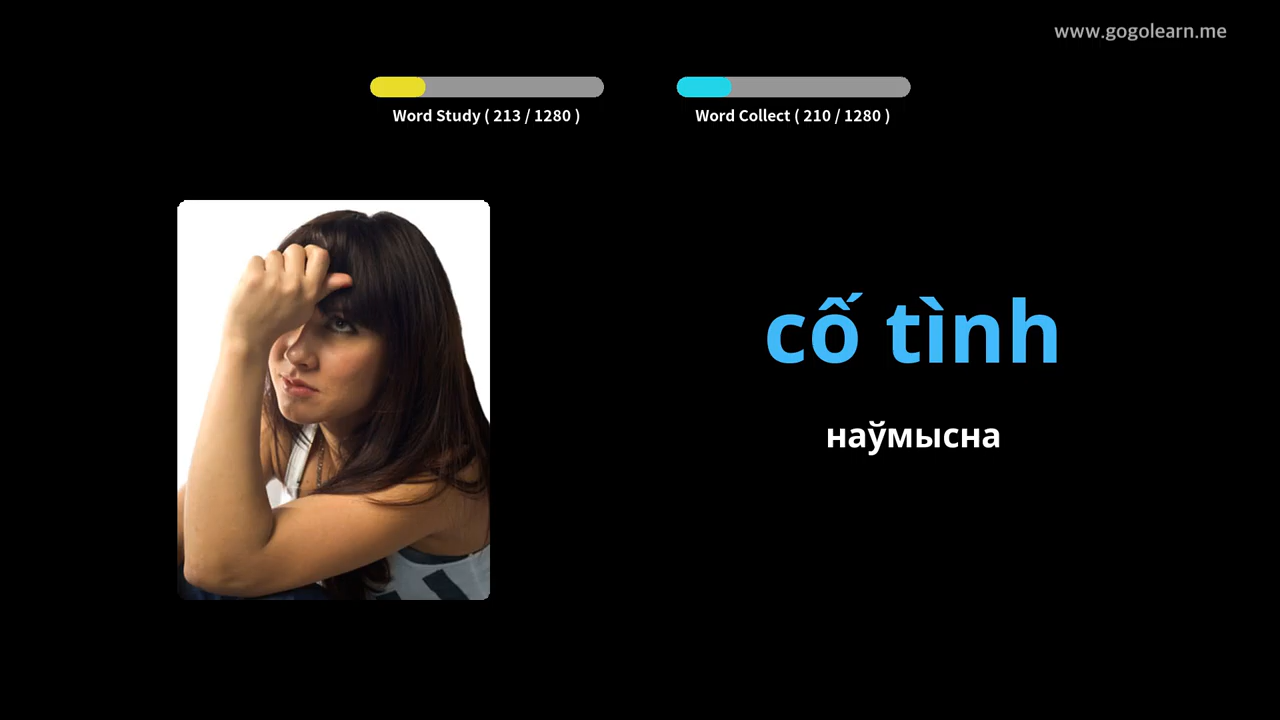 www.gogolearn.me
Word Study ( 213 / 1280 )
Word Collect ( 210 / 1280 )
cố tình
наўмысна